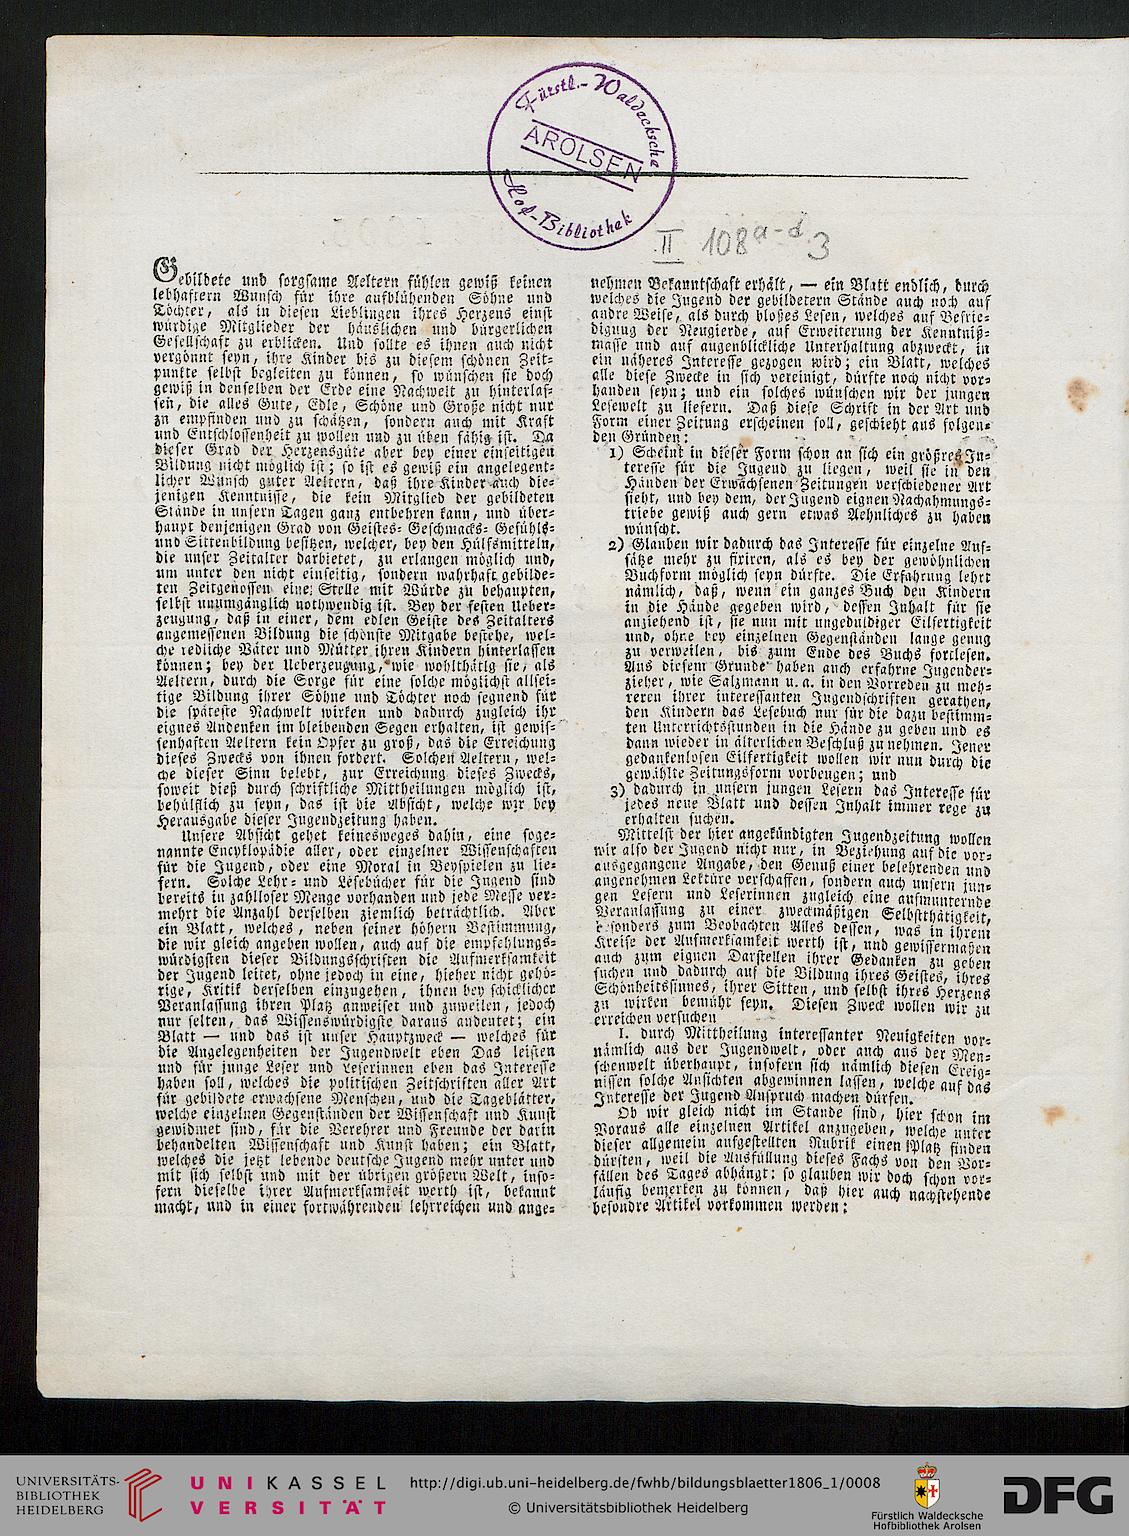 Fürstl.- Waldecksche
AROLSEN
Hof-Bibliothek
II 108 a-d 3
Gebildete und sorgsame Aeltern fühlen gewiß keinen
lebhaftern Wunsch für ihre aufblühenden Söhne und
Töchter, als in diesen Lieblingen ihres Herzens einst
würdige Mitglieder der häuslichen und bürgerlichen
Gesellschaft zu erblicken. Und sollte es ihnen auch nicht
vergönnt seyn, ihre Kinder bis zu diesem schönen Zeit-
punkte selbst begleiten zu können, so wünschen sie doch
gewiß in denselben der Erde eine Nachwelt zu hinterlas-
sen, die alles Gute, Edle, Schöne und Große nicht nur
zu empfinden und zu schätzen, sondern auch mit Kraft
und Entschlossenheit zu wollen und zu üben fähig ist. Da
dieser Grad der Herzensgüte aber bey einer einseitigen
Bildung nicht möglich ist; so ist es gewiß ein angelegent-
licher Wunsch guter Aeltern, daß ihre Kinder auch die-
jenigen Kenntnisse, die kein Mitglied der gebildeten
Stände in unsern Tagen ganz entbehren kann, und über-
haupt denjenigen Grad von Geistes- Geschmacks- Gefühls-
und Sittenbildung besitzen, welcher, bey den Hülfsmitteln,
die unser Zeitalter darbietet, zu erlangen möglich und,
um unter den nicht einseitig, sondern wahrhaft gebilde-
ten Zeitgenossen eine Stelle mit Würde zu behaupten,
selbst unumgänglich nothwendig ist. Bey der festen Ueber-
zeugung, daß in einer, dem edlen Geiste des Zeitalters
angemessenen Bildung die schönste Mitgabe bestehe, wel-
che redliche Väter und Mütter ihren Kindern hinterlassen
können; bey der Ueberzeugung, wie wohlthätig sie, als
Aeltern, durch die Sorge für eine solche möglichst allsei-
tige Bildung ihrer Söhne und Töchter noch segnend für
die späteste Nachwelt wirken und dadurch zugleich ihr
eignes Andenken im bleibenden Segen erhalten, ist gewis-
senhaften Aeltern kein Opfer zu groß, das die Erreichung
dieses Zwecks von ihnen fordert. Solchen Aeltern, wel-
che dieser Sinn belebt, zur Erreichung dieses Zwecks,
soweit dieß durch schriftliche Mittheilungen möglich ist,
behülflich zu seyn, das ist die Absicht, welche wir bey
Herausgabe dieser Jugendzeitung haben.
Unsere Absicht gehet keinesweges dahin, eine soge-
nannte Encyklopädie aller, oder einzelner Wissenschaften
für die Jugend, oder eine Moral in Beyspielen zu lie-
fern. Solche Lehr- und Lesebücher für die Jugend sind
bereits in zahlloser Menge vorhanden und jede Messe ver-
mehrt die Anzahl derselben ziemlich beträchtlich. Aber
ein Blatt, welches, neben seiner höhern Bestimmung,
die wir gleich angeben wollen, auch auf die empfehlungs-
würdigsten dieser Bildungsschriften die Aufmerksamkeit
der Jugend leitet, ohne jedoch in eine, hieher nicht gehö-
rige, Kritik derselben einzugehen, ihnen bey schicklicher
Veranlassung ihren Platz anweiset und zuweilen, jedoch
nur selten, das Wissenswürdigste daraus andeutet; ein
Blatt — und das ist unser Hauptzweck — welches für
die Angelegenheiten der Jugendwelt eben Das leisten
und für junge Leser und Leserinnen eben das Interesse
haben soll, welches die politischen Zeitschriften aller Art
für gebildete erwachsene Menschen, und die Tageblätter,
welche einzelnen Gegenständen der Wissenschaft und Kunst
gewidmet sind, für die Verehrer und Freunde der darin
behandelten Wissenschaft und Kunst haben; ein Blatt,
welches die jetzt lebende deutsche Jugend mehr unter und
mit sich selbst und mit der übrigen größern Welt, inso-
fern dieselbe ihrer Aufmerksamkeit werth ist, bekannt
macht, und in einer fortwährenden lehrreichen und ange-
nehmen Bekanntschaft erhält, — ein Blatt endlich, durch
welches die Jugend der gebildetern Stände auch noch auf
andre Weise, als durch bloßes Lesen, welches auf Befrie-
digung der Neugierde, auf Erweiterung der Kenntniß-
masse und auf augenblickliche Unterhaltung abzweckt, in
ein näheres Interesse gezogen wird; ein Blatt, welches
alle diese Zwecke in sich vereinigt, dürfte noch nicht vor-
handen seyn; und ein solches wünschen wir der jungen
Lesewelt zu liefern. Daß diese Schrift in der Art und
Form einer Zeitung erscheinen soll, geschieht aus folgen-
den Gründen:
1) Scheint in dieser Form schon an sich ein größres In-
teresse für die Jugend zu liegen, weil sie in den
Händen der Erwachsenen Zeitungen verschiedener Art
sieht, und bey dem, der Jugend eignen Nachahmungs-
triebe gewiß auch gern etwas Aehnliches zu haben
wünscht.
2) Glauben wir dadurch das Interesse für einzelne Auf-
sätze mehr zu fixiren, als es bey der gewöhnlichen
Buchform möglich seyn dürfte. Die Erfahrung lehrt
nämlich, daß, wenn ein ganzes Buch den Kindern
in die Hände gegeben wird, dessen Inhalt für sie
anziehend ist, sie nun mit ungeduldiger Eilfertigkeit
und, ohne bey einzelnen Gegenständen lange genug
zu verweilen, bis zum Ende des Buchs fortlesen.
Aus diesem Grunde haben auch erfahrne Jugender-
zieher, wie Salzmann u. a. in den Vorreden zu meh-
reren ihrer interessanten Jugendschriften gerathen,
den Kindern das Lesebuch nur für die dazu bestimm-
ten Unterrichtsstunden in die Hände zu geben und es
dann wieder in älterlichen Beschluß zu nehmen. Jener
gedankenlosen Eilfertigkeit wollen wir nun durch die
gewählte Zeitungsform vorbeugen; und
3) dadurch in unsern jungen Lesern das Interesse für
jedes neue Blatt und dessen Inhalt immer rege zu
erhalten suchen.
Mittelst der hier angekündigten Jugendzeitung wollen
wir also der Jugend nicht nur, in Beziehung auf die vor-
ausgegangene Angabe, den Genuß einer belehrenden und
angenehmen Lektüre verschaffen, sondern auch unsern jun-
gen Lesern und Leserinnen zugleich eine aufmunternde
Veranlassung zu einer zweckmäßigen Selbstthätigkeit,
besonders zum Beobachten Alles dessen, was in ihrem
Kreise der Aufmerksamkeit werth ist, und gewissermaßen
auch zum eignen Darstellen ihrer Gedanken zu geben
suchen und dadurch auf die Bildung ihres Geistes, ihres
Schönheitssinnes, ihrer Sitten, und selbst ihres Herzens
zu wirken bemüht seyn. Diesen Zweck wollen wir zu
erreichen versuchen
I. durch Mittheilung interessanter Neuigkeiten vor-
nämlich aus der Jugendwelt, oder auch aus der Men-
schenwelt überhaupt, insofern sich nämlich diesen Ereig-
nissen solche Ansichten abgewinnen lassen, welche auf das
Interesse der Jugend Anspruch machen dürfen.
Ob wir gleich nicht im Stande sind, hier schon im
Voraus alle einzelnen Artikel anzugeben, welche unter
dieser allgemein aufgestellten Rubrik einen Platz finden
dürften, weil die Ausfüllung dieses Fachs von den Vor-
fällen des Tages abhängt: so glauben wir doch schon vor-
läufig bemerken zu können, daß hier auch nachstehende
besondre Artikel vorkommen werden:
UNIVERSITÄTS-
BIBLIOTHEK
HEIDELBERG
UNIKASSEL
VERSITÄT
http://digi.ub.uni-heidelberg.de/fwhb/bildungsblaetter1806_1/0008
© Universitätsbibliothek Heidelberg
Fürstlich Waldecksche
Hofbibliothek Arolsen
DFG